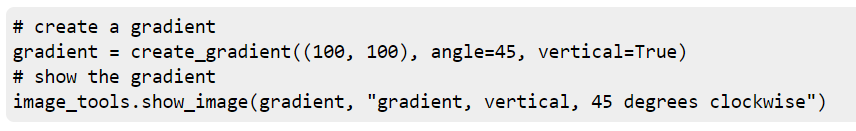 # create a gradient
gradient = create_gradient((100, 100), angle=45, vertical=True)
# show the gradient
image_tools.show_image(gradient, "gradient, vertical, 45 degrees clockwise")